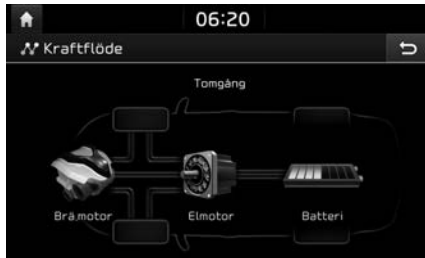 06:20
Kraftflöde
Tomgång
Brä.motor
Elmotor
Batteri